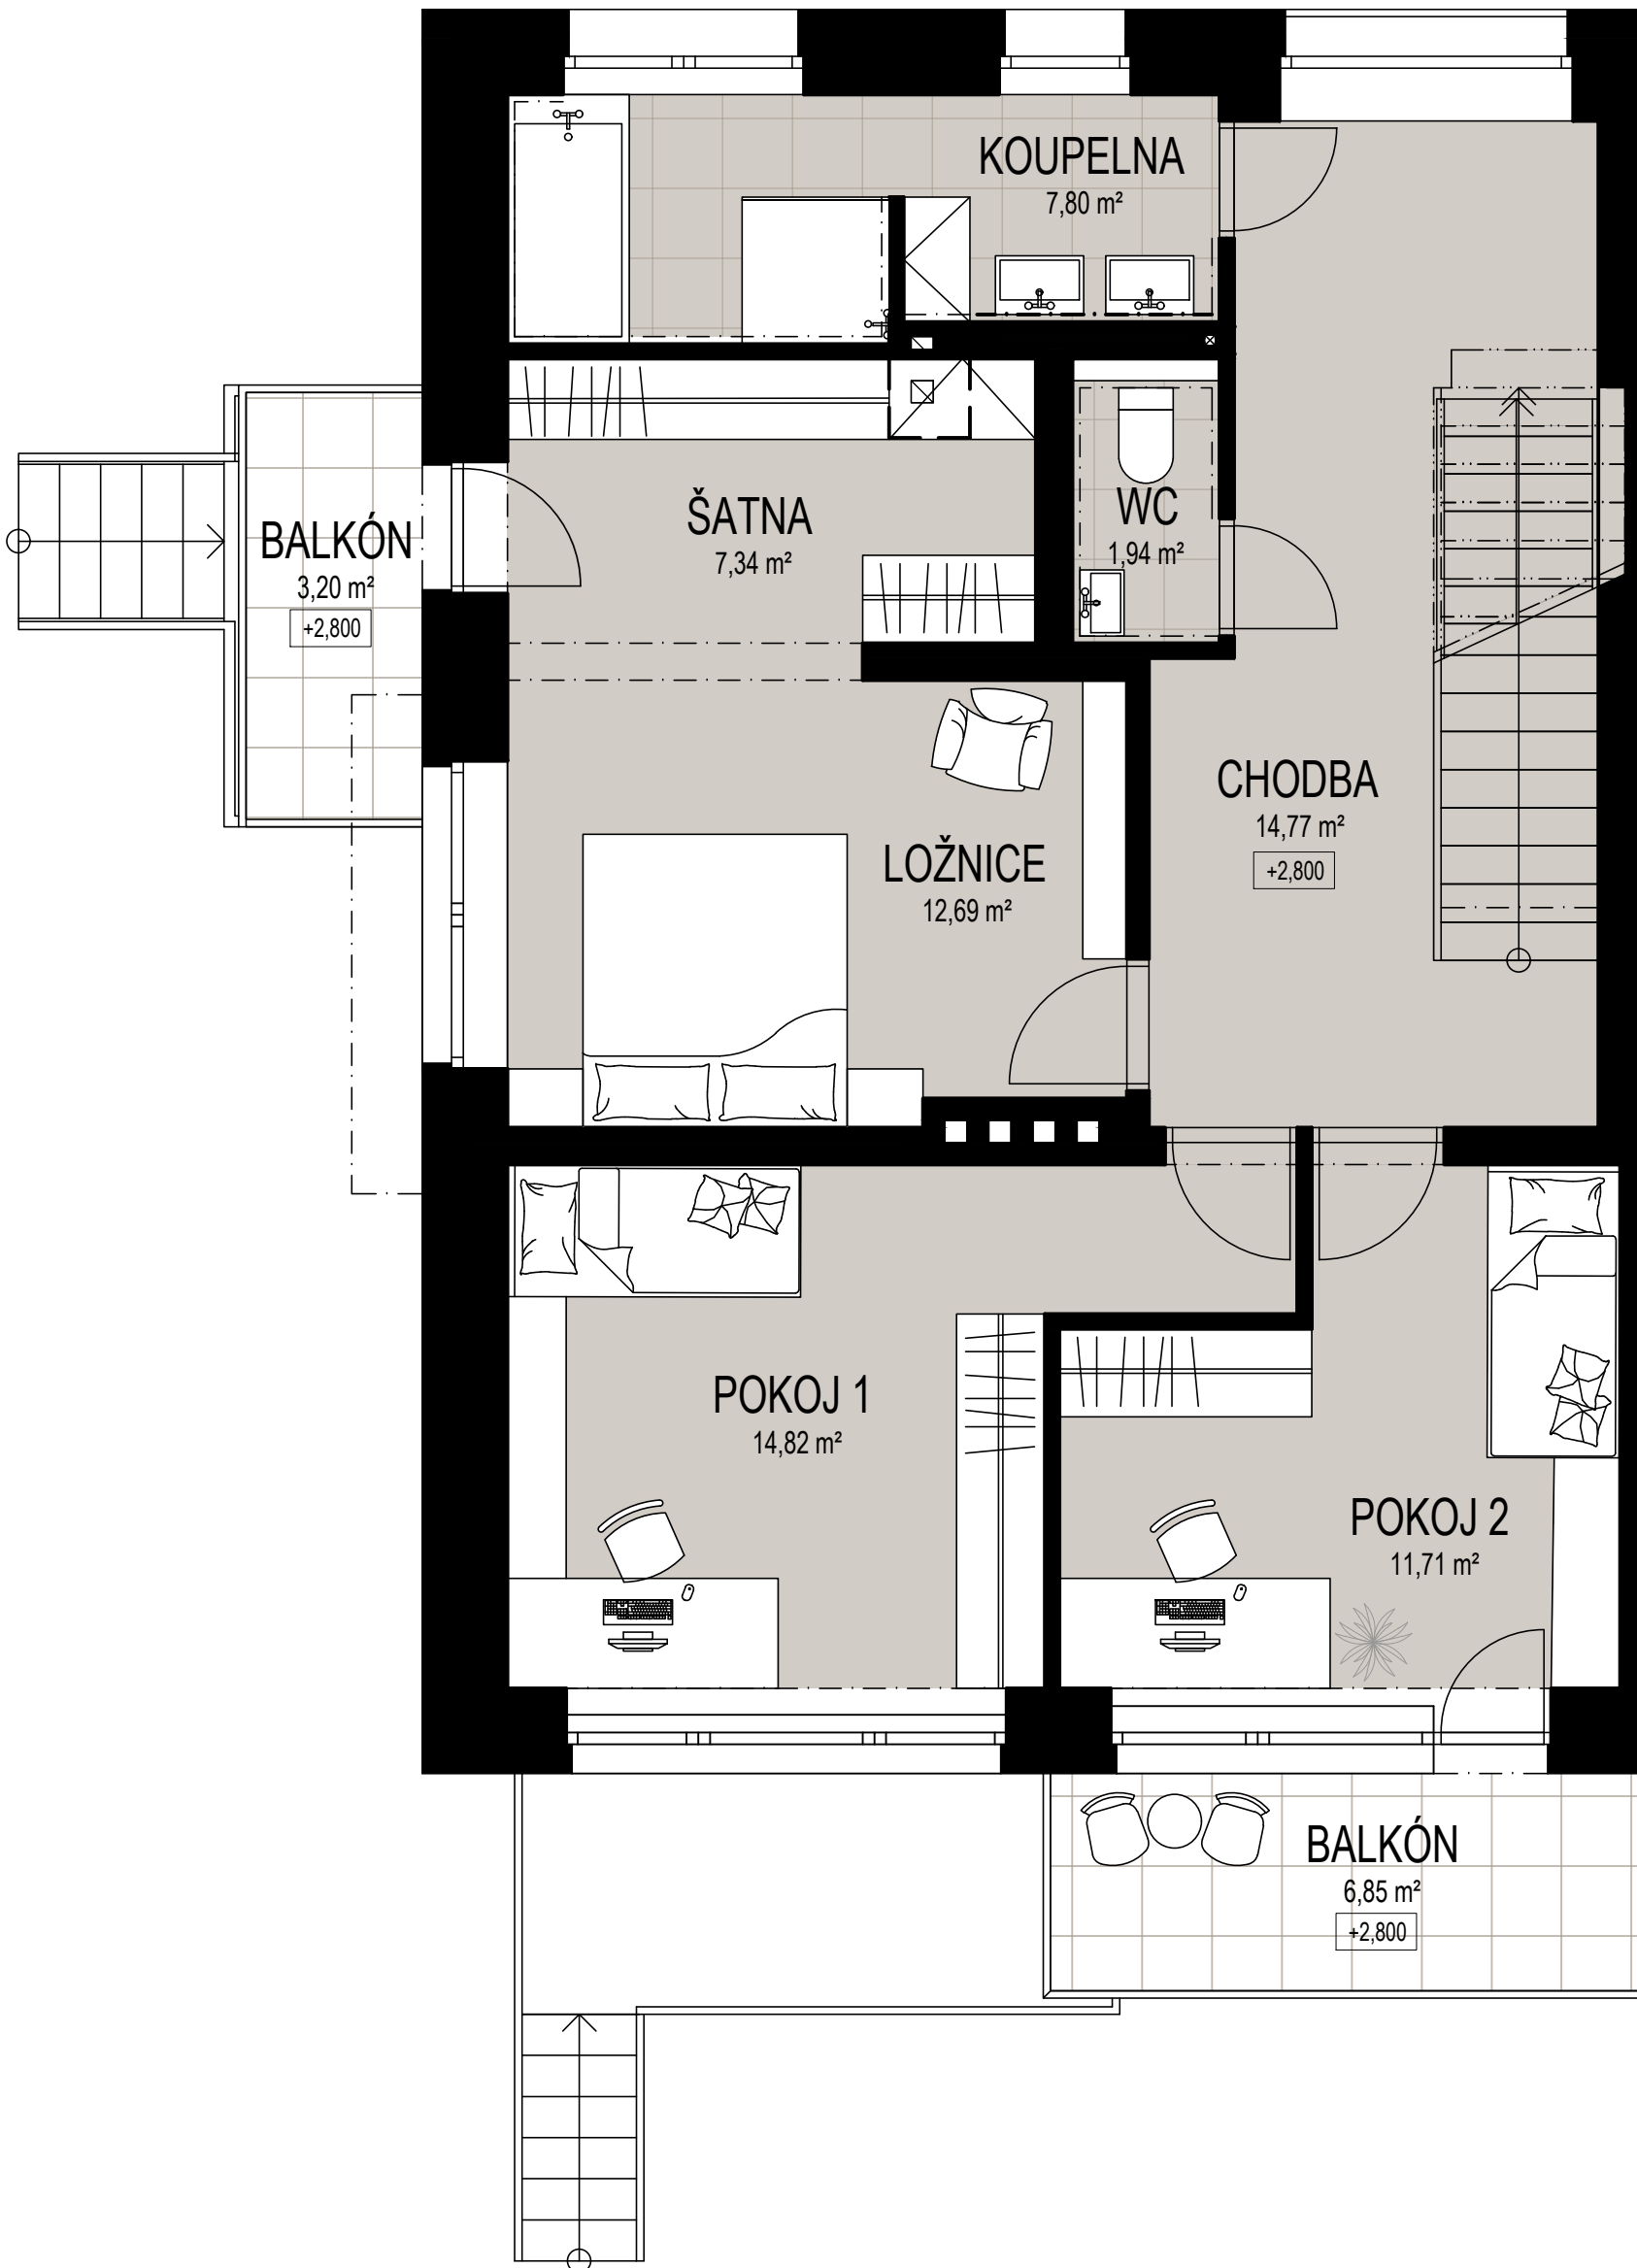 KOUPELNA
7,80 m²
ŠATNA
7,34 m²
WC
1,94 m²
BALKÓN
3,20 m²
+2,800
CHODBA
14,77 m²
+2,800
LOŽNICE
12,69 m²
POKOJ 1
14,82 m²
POKOJ 2
11,71 m²
BALKÓN
6,85 m²
+2,800